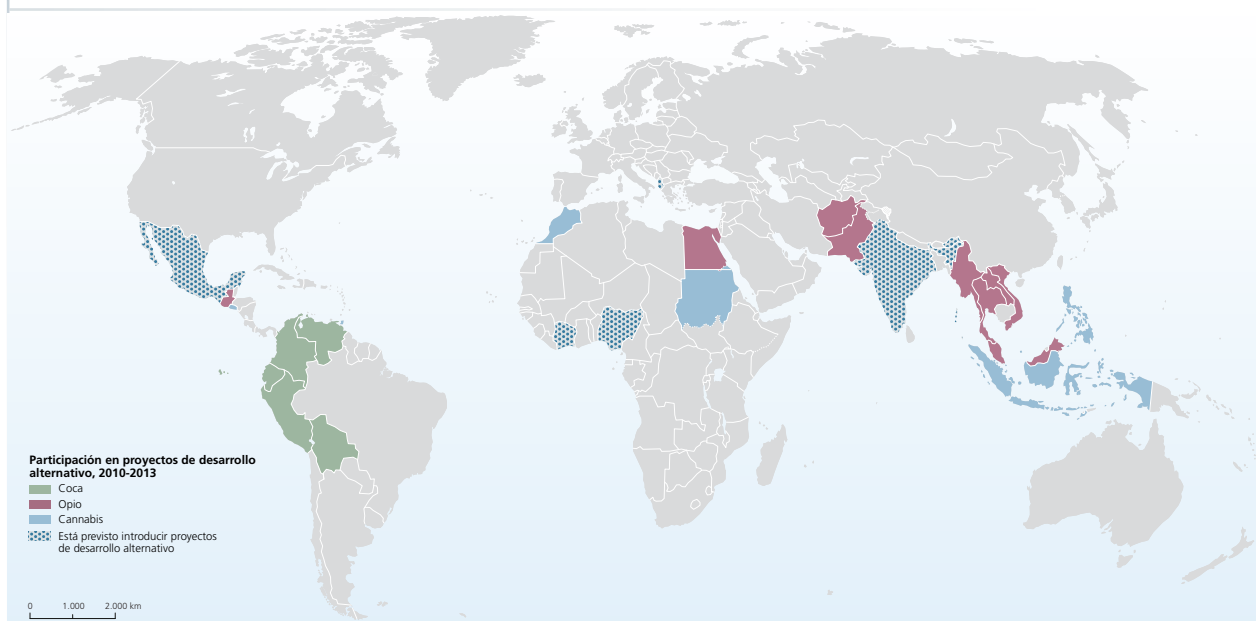 Participación en proyectos de desarrollo
alternativo, 2010-2013
Coca
Opio
Cannabis
Está previsto introducir proyectos
de desarrollo alternativo
0 1.000 2.000 km